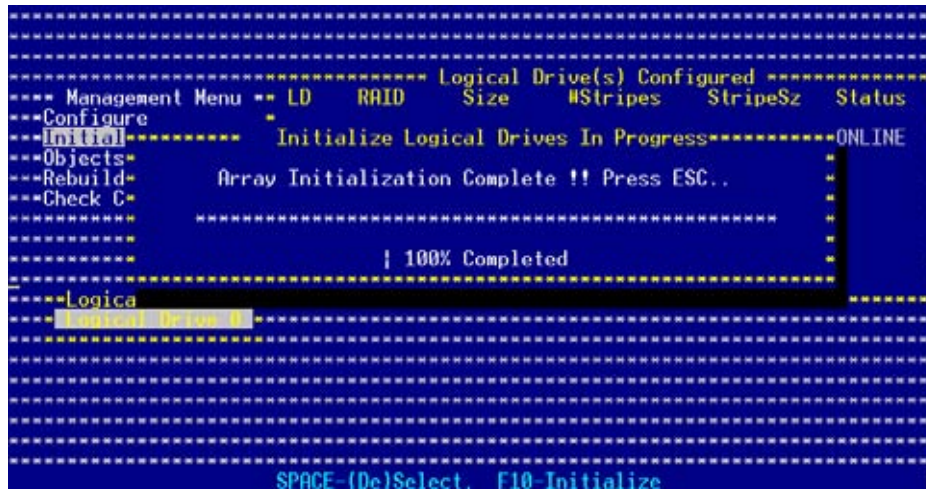 Logical Drive(s) Configured
Management Menu
LD RAID Size #Stripes StripeSz Status
Configure
Initial
Initialize Logical Drives In Progress
ONLINE
Objects
Rebuild
Array Initialization Complete !! Press ESC..
Check C
| 100% Completed
Logica
Logical Drive 0
SPACE-(De)Select, F10-Initialize